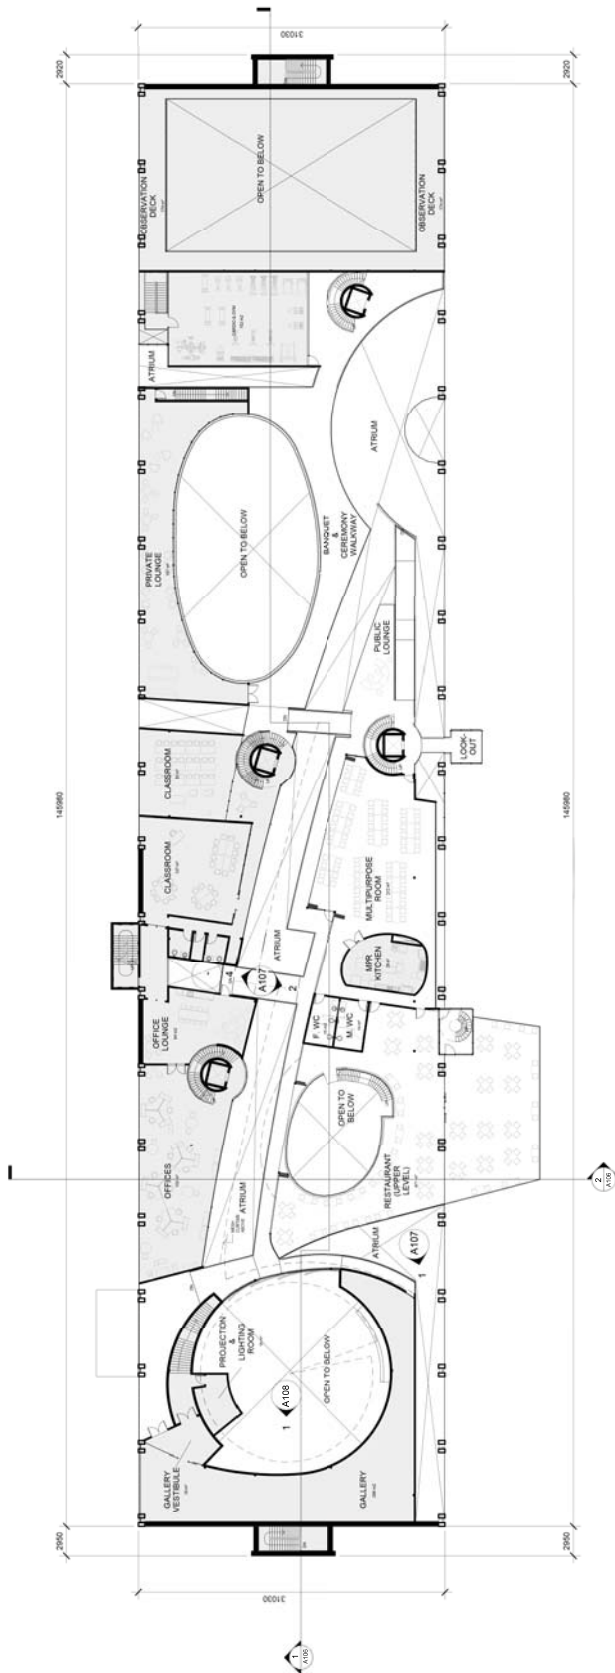 31030
2920
2920
OPEN TO BELOW
OBSERVATION
DECK
OBSERVATION
DECK
ATRIUM
ATRIUM
PRIVATE
LOUNGE
OPEN TO BELOW
BANQUET
&
CEREMONY
WALKWAY
PUBLIC
LOUNGE
LOOK-
OUT
CLASSROOM
145980
145980
CLASSROOM
MULTIPURPOSE
ROOM
ATRIUM
MPR
KITCHEN
4
A107
2
OFFICE
LOUNGE
F. WC
M. WC
OPEN TO
BELOW
OFFICES
RESTAURANT
(UPPER
LEVEL)
2
A106
ATRIUM
ATRIUM
A107
1
PROJECTION
&
LIGHTING
ROOM
OPEN TO BELOW
A108
1
GALLERY
VESTIBULE
GALLERY
2950
2950
31030
1
A106